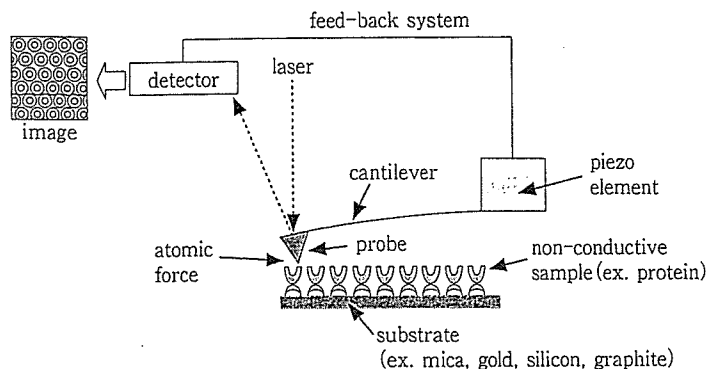 feed-back system
detector
laser
image
cantilever
piezo
element
atomic
force
probe
non-conductive
sample (ex. protein)
substrate
(ex. mica, gold, silicon, graphite)